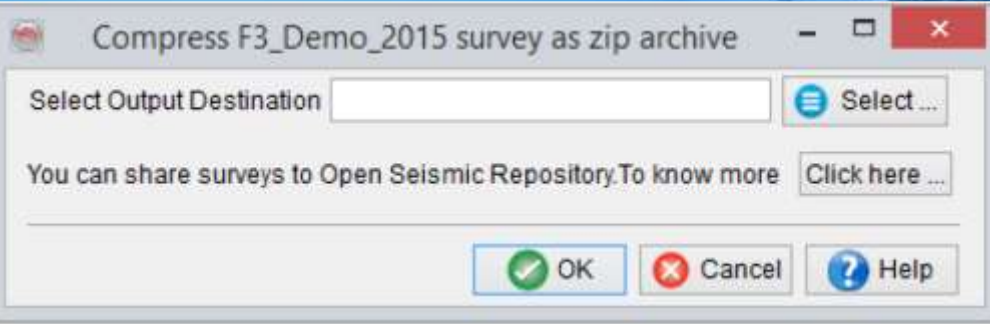 Compress F3_Demo_2015 survey as zip archive
Select Output Destination Select ...
You can share surveys to Open Seismic Repository.To know more Click here ...
OK Cancel Help